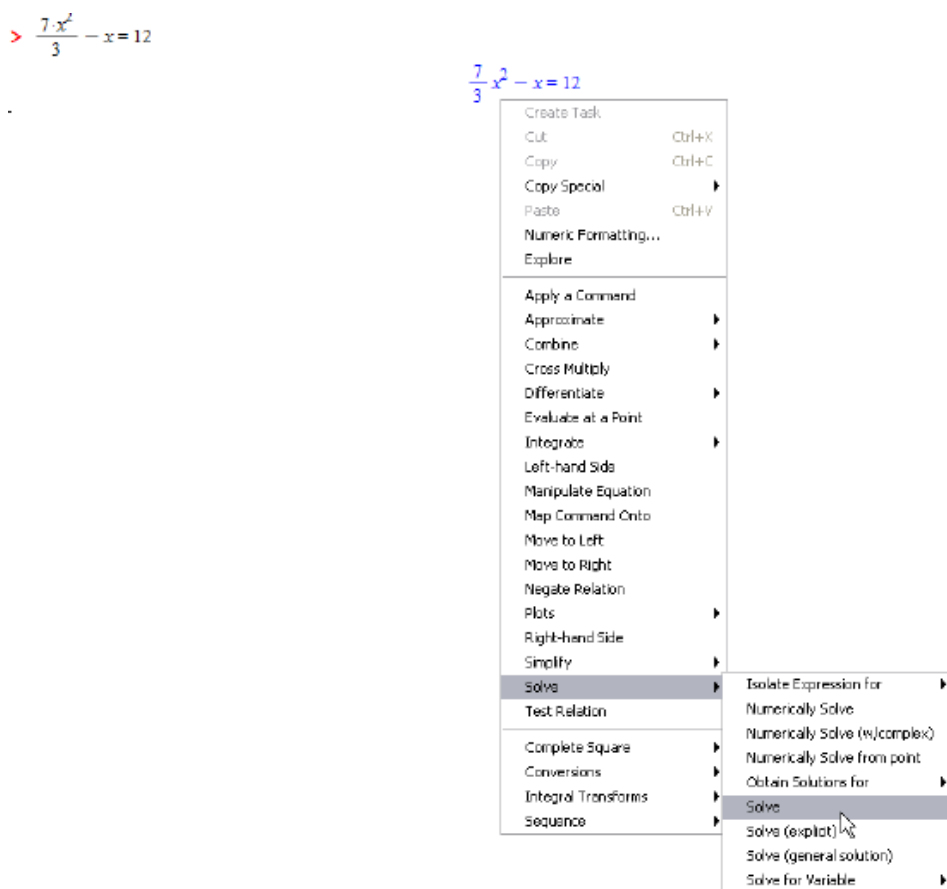 > 7·x²/3 − x = 12
7/3 x² − x = 12
Create Task
Cut Ctrl+X
Copy Ctrl+C
Copy Special
Paste Ctrl+V
Numeric Formatting...
Explore
Apply a Command
Approximate
Combine
Cross Multiply
Differentiate
Evaluate at a Point
Integrate
Left-hand Side
Manipulate Equation
Map Command Onto
Move to Left
Move to Right
Negate Relation
Plots
Right-hand Side
Simplify
Solve
Test Relation
Complete Square
Conversions
Integral Transforms
Sequence
Isolate Expression for
Numerically Solve
Numerically Solve (w/complex)
Numerically Solve from point
Obtain Solutions for
Solve
Solve (explicit)
Solve (general solution)
Solve for Variable